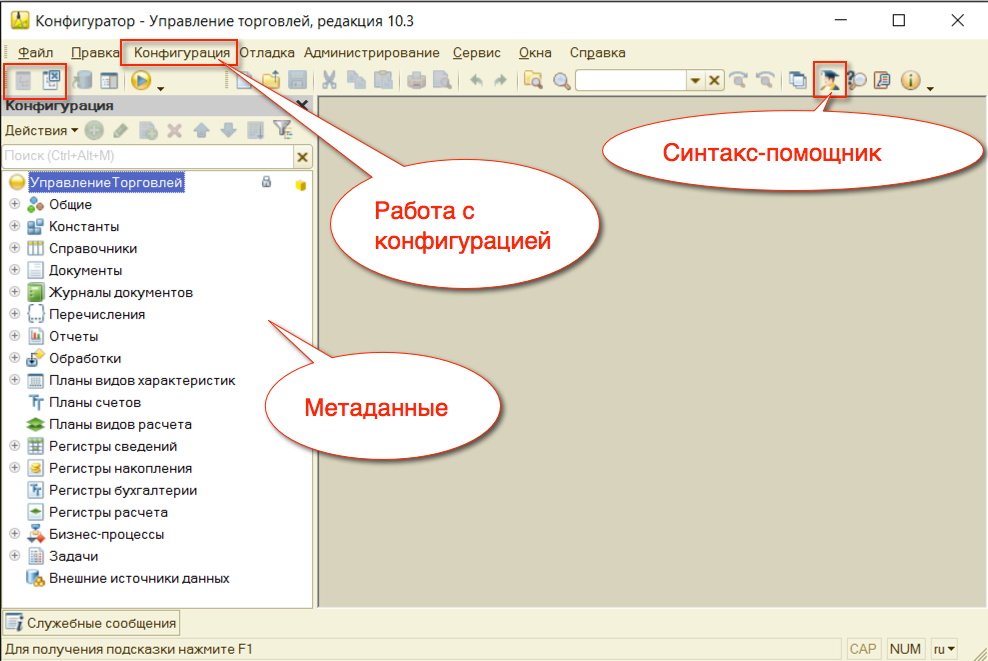 Конфигуратор - Управление торговлей, редакция 10.3
Файл Правка Конфигурация Отладка Администрирование Сервис Окна Справка
Конфигурация
Действия
Поиск (Ctrl+Alt+M)
УправлениеТорговлей
Общие
Константы
Справочники
Документы
Журналы документов
Перечисления
Отчеты
Обработки
Планы видов характеристик
Планы счетов
Планы видов расчета
Регистры сведений
Регистры накопления
Регистры бухгалтерии
Регистры расчета
Бизнес-процессы
Задачи
Внешние источники данных
Синтакс-помощник
Работа с
конфигурацией
Метаданные
Служебные сообщения
Для получения подсказки нажмите F1 CAP NUM ru